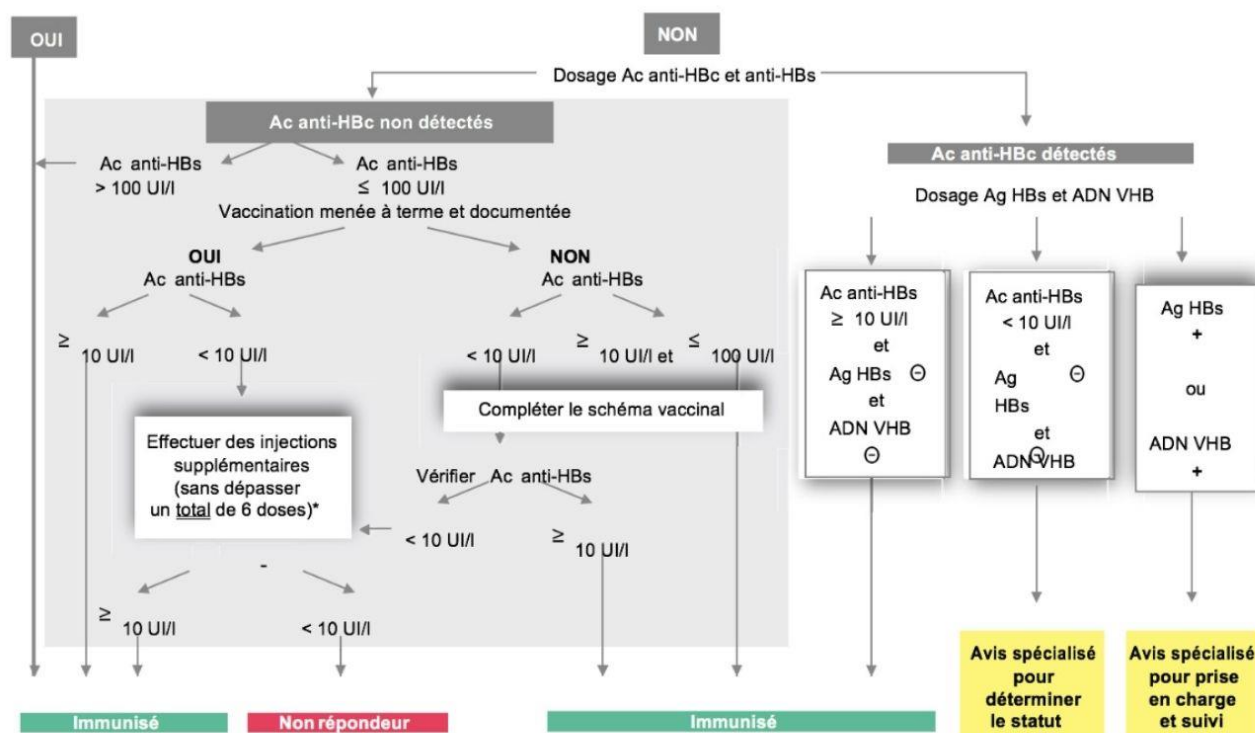 OUI
NON
Dosage Ac anti-HBc et anti-HBs
Ac anti-HBc non détectés
Ac anti-HBs
> 100 UI/l
Ac anti-HBs
≤ 100 UI/l
Vaccination menée à terme et documentée
OUI
Ac anti-HBs
NON
Ac anti-HBs
≥
10 UI/l
< 10 UI/l
< 10 UI/l
≥
10 UI/l et
≤
100 UI/l
Effectuer des injections
supplémentaires
(sans dépasser
un total de 6 doses)*
Compléter le schéma vaccinal
Vérifier Ac anti-HBs
< 10 UI/l
≥
10 UI/l
-
≥
10 UI/l
< 10 UI/l
Ac anti-HBc détectés
Dosage Ag HBs et ADN VHB
Ac anti-HBs
≥ 10 UI/l
et
Ag HBs ⊖
et
ADN VHB
⊖
Ac anti-HBs
< 10 UI/l
et
Ag ⊖
HBs
et
ADN VHB
⊖
Ag HBs
+
ou
ADN VHB
+
Immunisé
Non répondeur
Immunisé
Avis spécialisé
pour
déterminer
le statut
Avis spécialisé
pour prise
en charge
et suivi